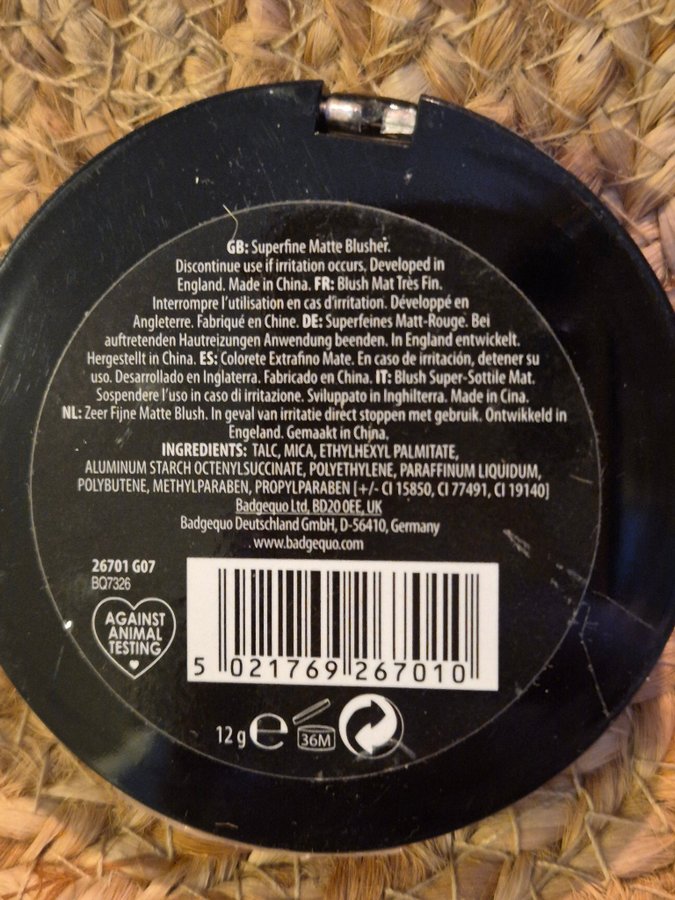 GB: Superfine Matte Blusher.
Discontinue use if irritation occurs. Developed in
England. Made in China. FR: Blush Mat Très Fin.
Interrompre l'utilisation en cas d'irritation. Développé en
Angleterre. Fabriqué en Chine. DE: Superfeines Matt-Rouge. Bei
auftretenden Hautreizungen Anwendung beenden. In England entwickelt.
Hergestellt in China. ES: Colorete Extrafino Mate. En caso de irritación, detener su
uso. Desarrollado en Inglaterra. Fabricado en China. IT: Blush Super-Sottile Mat.
Sospendere l'uso in caso di irritazione. Sviluppato in Inghilterra. Made in Cina.
NL: Zeer Fijne Matte Blush. In geval van irritatie direct stoppen met gebruik. Ontwikkeld in
Engeland. Gemaakt in China.
INGREDIENTS: TALC, MICA, ETHYLHEXYL PALMITATE,
ALUMINUM STARCH OCTENYLSUCCINATE, POLYETHYLENE, PARAFFINUM LIQUIDUM,
POLYBUTENE, METHYLPARABEN, PROPYLPARABEN [+/- CI 15850, CI 77491, CI 19140]
Badgequo Ltd, BD20 0EE, UK
Badgequo Deutschland GmbH, D-56410, Germany
www.badgequo.com
26701 G07
BQ7326
AGAINST
ANIMAL
TESTING
5 021769 267010
12 g e 36M